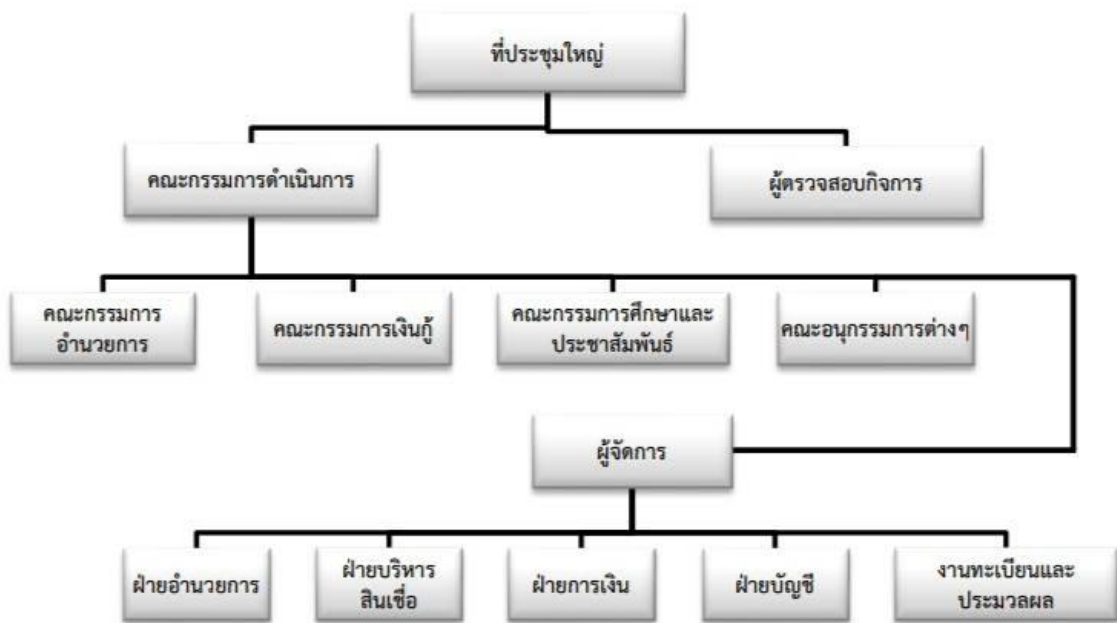 ที่ประชุมใหญ่
คณะกรรมการดำเนินการ
ผู้ตรวจสอบกิจการ
คณะกรรมการ
อำนวยการ
คณะกรรมการเงินกู้
คณะกรรมการศึกษาและ
ประชาสัมพันธ์
คณะอนุกรรมการต่างๆ
ผู้จัดการ
ฝ่ายอำนวยการ
ฝ่ายบริหาร
สินเชื่อ
ฝ่ายการเงิน
ฝ่ายบัญชี
งานทะเบียนและ
ประมวลผล